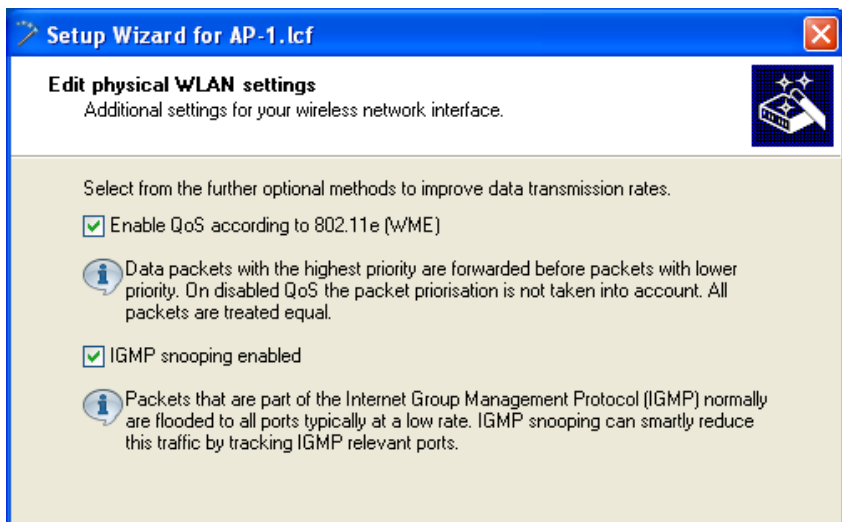 Setup Wizard for AP-1.lcf
Edit physical WLAN settings
Additional settings for your wireless network interface.
Select from the further optional methods to improve data transmission rates.
Enable QoS according to 802.11e (WME)
Data packets with the highest priority are forwarded before packets with lower
priority. On disabled QoS the packet priorisation is not taken into account. All
packets are treated equal.
IGMP snooping enabled
Packets that are part of the Internet Group Management Protocol (IGMP) normally
are flooded to all ports typically at a low rate. IGMP snooping can smartly reduce
this traffic by tracking IGMP relevant ports.